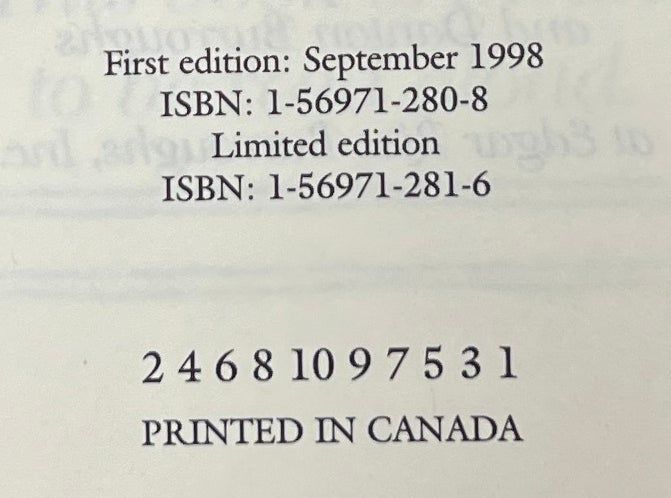 First edition: September 1998
ISBN: 1-56971-280-8
Limited edition
ISBN: 1-56971-281-6
2 4 6 8 10 9 7 5 3 1
PRINTED IN CANADA